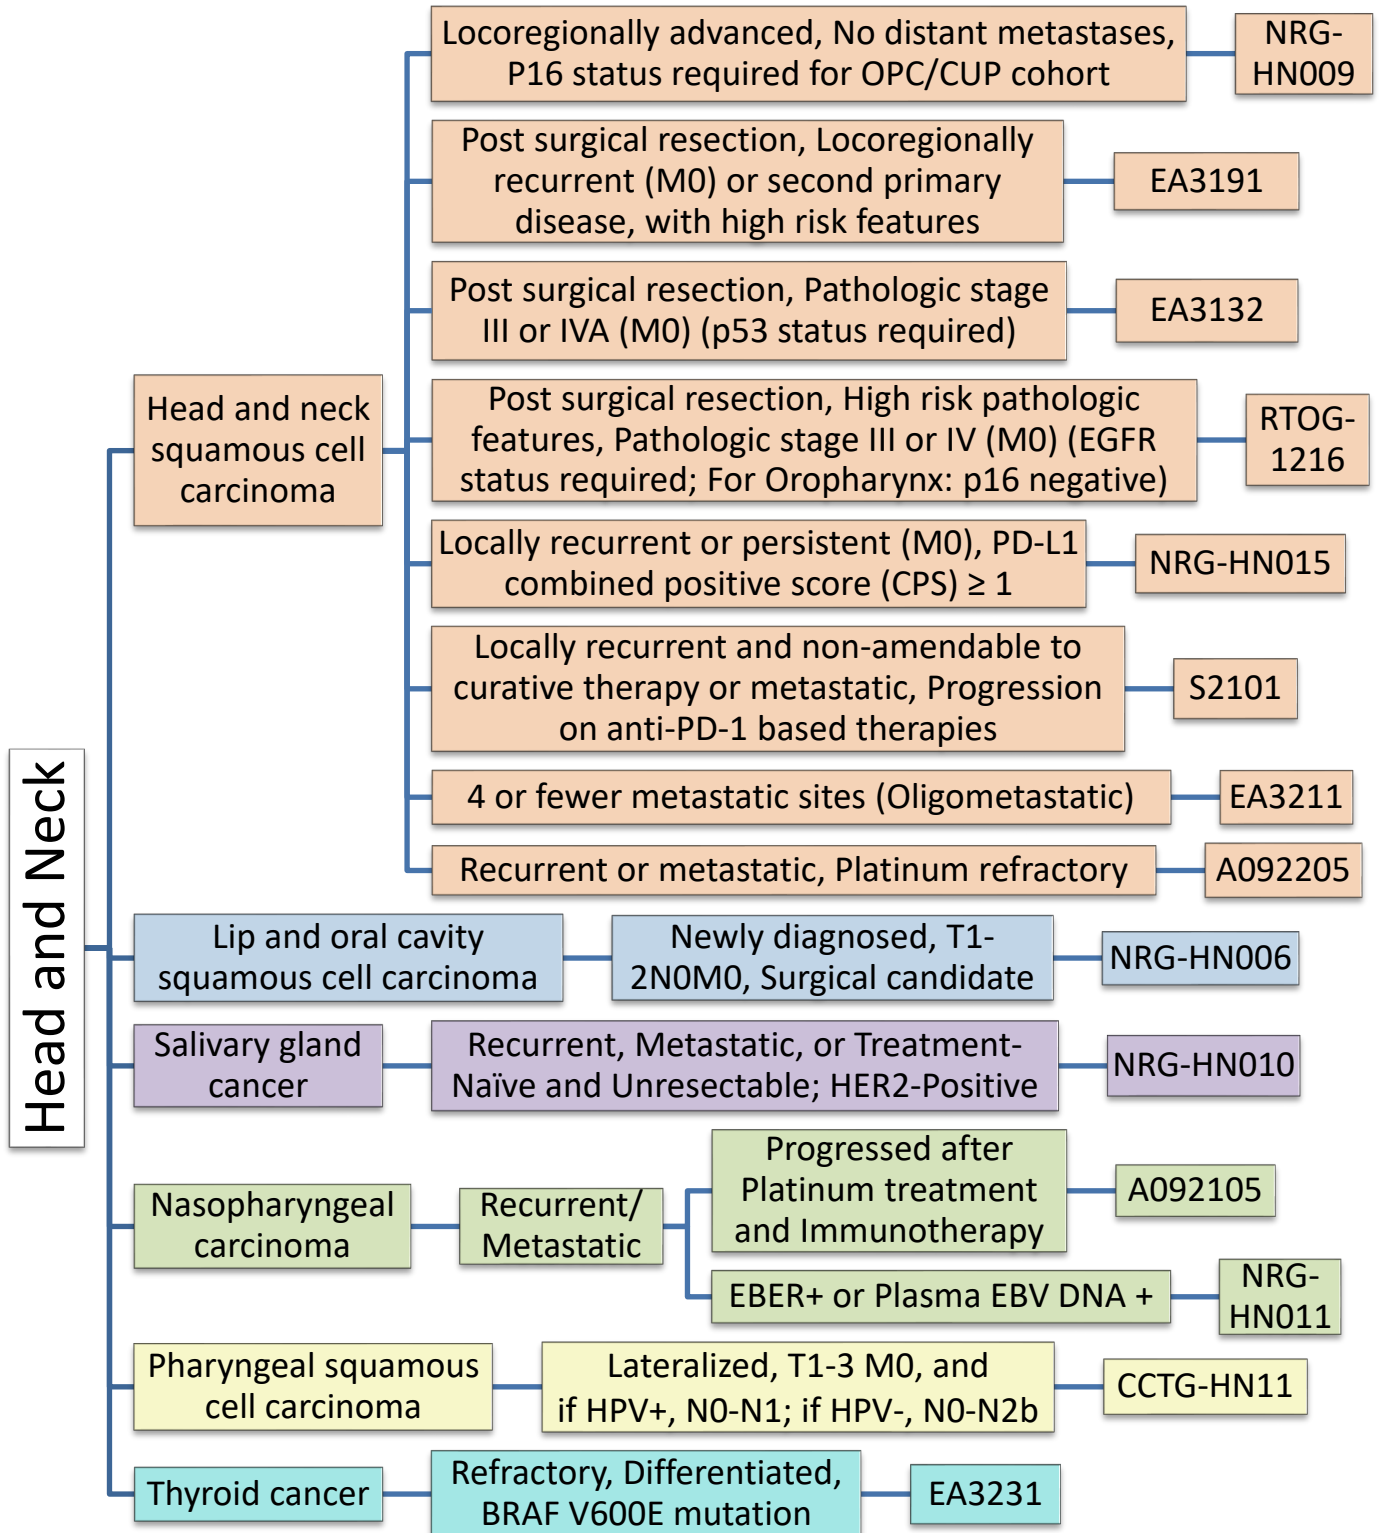 Head and Neck
Head and neck
squamous cell
carcinoma
Locoregionally advanced, No distant metastases,
P16 status required for OPC/CUP cohort
NRG-
HN009
Post surgical resection, Locoregionally
recurrent (M0) or second primary
disease, with high risk features
EA3191
Post surgical resection, Pathologic stage
III or IVA (M0) (p53 status required)
EA3132
Post surgical resection, High risk pathologic
features, Pathologic stage III or IV (M0) (EGFR
status required; For Oropharynx: p16 negative)
RTOG-
1216
Locally recurrent or persistent (M0), PD-L1
combined positive score (CPS) ≥ 1
NRG-HN015
Locally recurrent and non-amendable to
curative therapy or metastatic, Progression
on anti-PD-1 based therapies
S2101
4 or fewer metastatic sites (Oligometastatic)
EA3211
Recurrent or metastatic, Platinum refractory
A092205
Lip and oral cavity
squamous cell carcinoma
Newly diagnosed, T1-
2N0M0, Surgical candidate
NRG-HN006
Salivary gland
cancer
Recurrent, Metastatic, or Treatment-
Naïve and Unresectable; HER2-Positive
NRG-HN010
Nasopharyngeal
carcinoma
Recurrent/
Metastatic
Progressed after
Platinum treatment
and Immunotherapy
A092105
EBER+ or Plasma EBV DNA +
NRG-
HN011
Pharyngeal squamous
cell carcinoma
Lateralized, T1-3 M0, and
if HPV+, N0-N1; if HPV-, N0-N2b
CCTG-HN11
Thyroid cancer
Refractory, Differentiated,
BRAF V600E mutation
EA3231